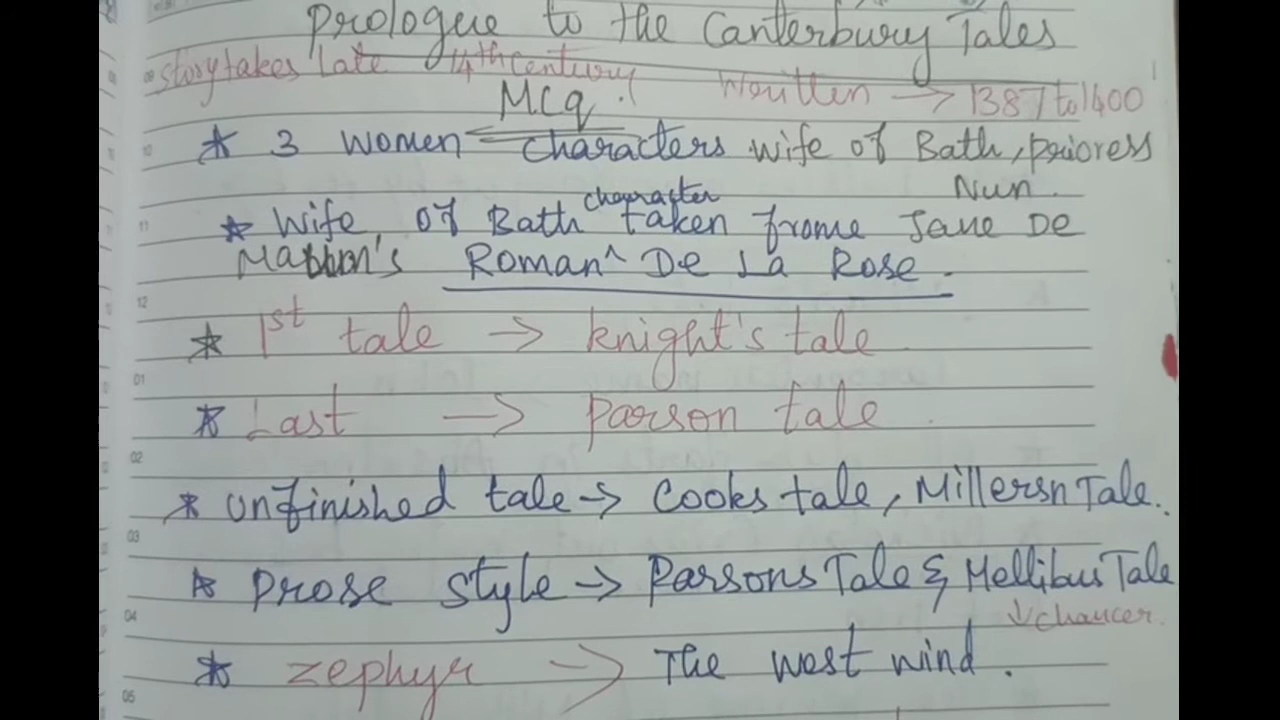 Prologue to the Canterbury Tales
story takes Late 14th Century Written → 1387 to 1400
MCq.
* 3 women characters wife of Bath, prioress
Nun.
* Wife of Bath character taken frome Jane De
Roman^ De La Rose.
* 1st tale → knight's tale
* Last → Parson tale.
* unfinished tale → Cooks tale, Millersn Tale.
* Prose style → Parsons Tale & Mellibus Tale
↓ chaucer.
* zephyr → The west wind.